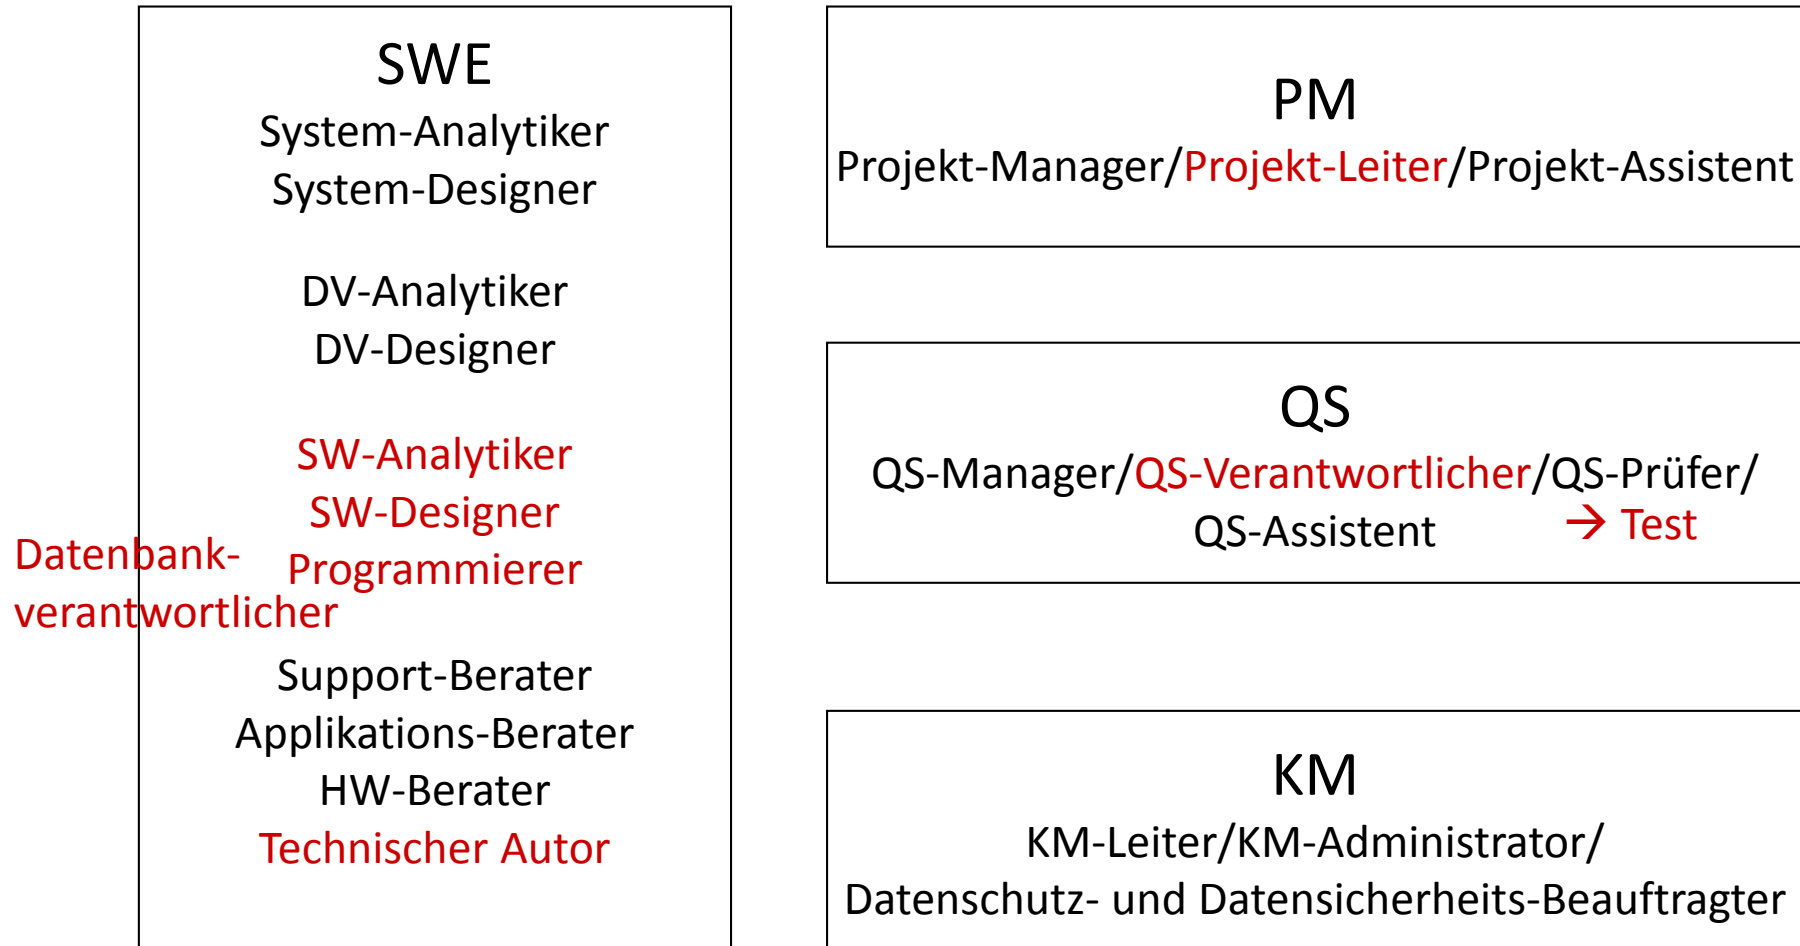 SWE
System-Analytiker
System-Designer
DV-Analytiker
DV-Designer
SW-Analytiker
SW-Designer
Programmierer
Datenbank-
verantwortlicher
Support-Berater
Applikations-Berater
HW-Berater
Technischer Autor
PM
Projekt-Manager/Projekt-Leiter/Projekt-Assistent
QS
QS-Manager/QS-Verantwortlicher/QS-Prüfer/
QS-Assistent → Test
KM
KM-Leiter/KM-Administrator/
Datenschutz- und Datensicherheits-Beauftragter